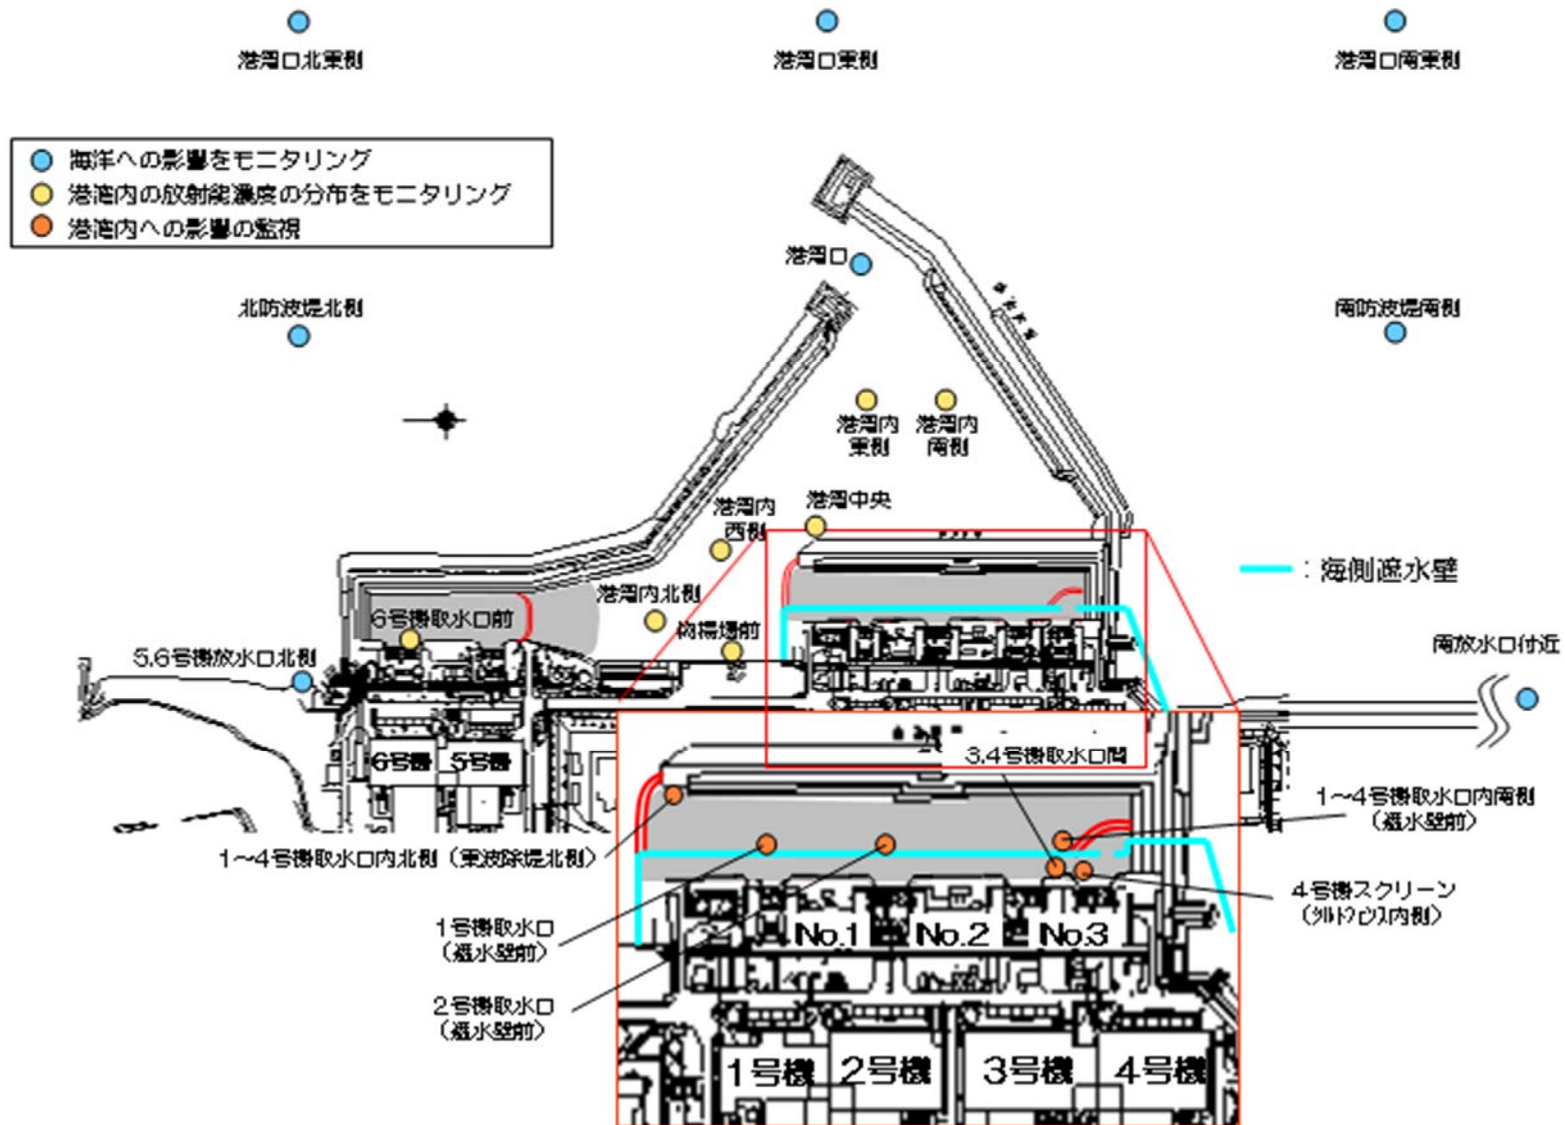 港湾口北東側
港湾口東側
港湾口南東側
海洋への影響をモニタリング
港湾内の放射能濃度の分布をモニタリング
港湾内への影響の監視
港湾口
北防波堤北側
南防波堤南側
港湾内
東側
港湾内
南側
港湾中央
港湾内
西側
：海側遮水壁
港湾内北側
6号機取水口前
物揚場前
5,6号機放水口北側
南放水口付近
6号機
5号機
3,4号機取水口間
1～4号機取水口内南側
（遮水壁前）
1～4号機取水口内北側（東波除堤北側）
4号機スクリーン
（シルトフェンス内側）
1号機取水口
（遮水壁前）
No.1
No.2
No.3
2号機取水口
（遮水壁前）
1号機
2号機
3号機
4号機